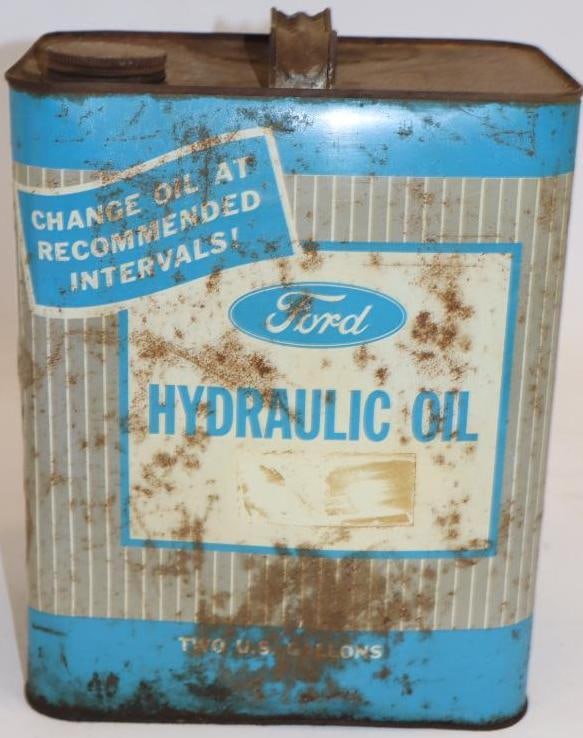 CHANGE OIL AT
RECOMMENDED
INTERVALS!
Ford
HYDRAULIC OIL
TWO U.S. GALLONS